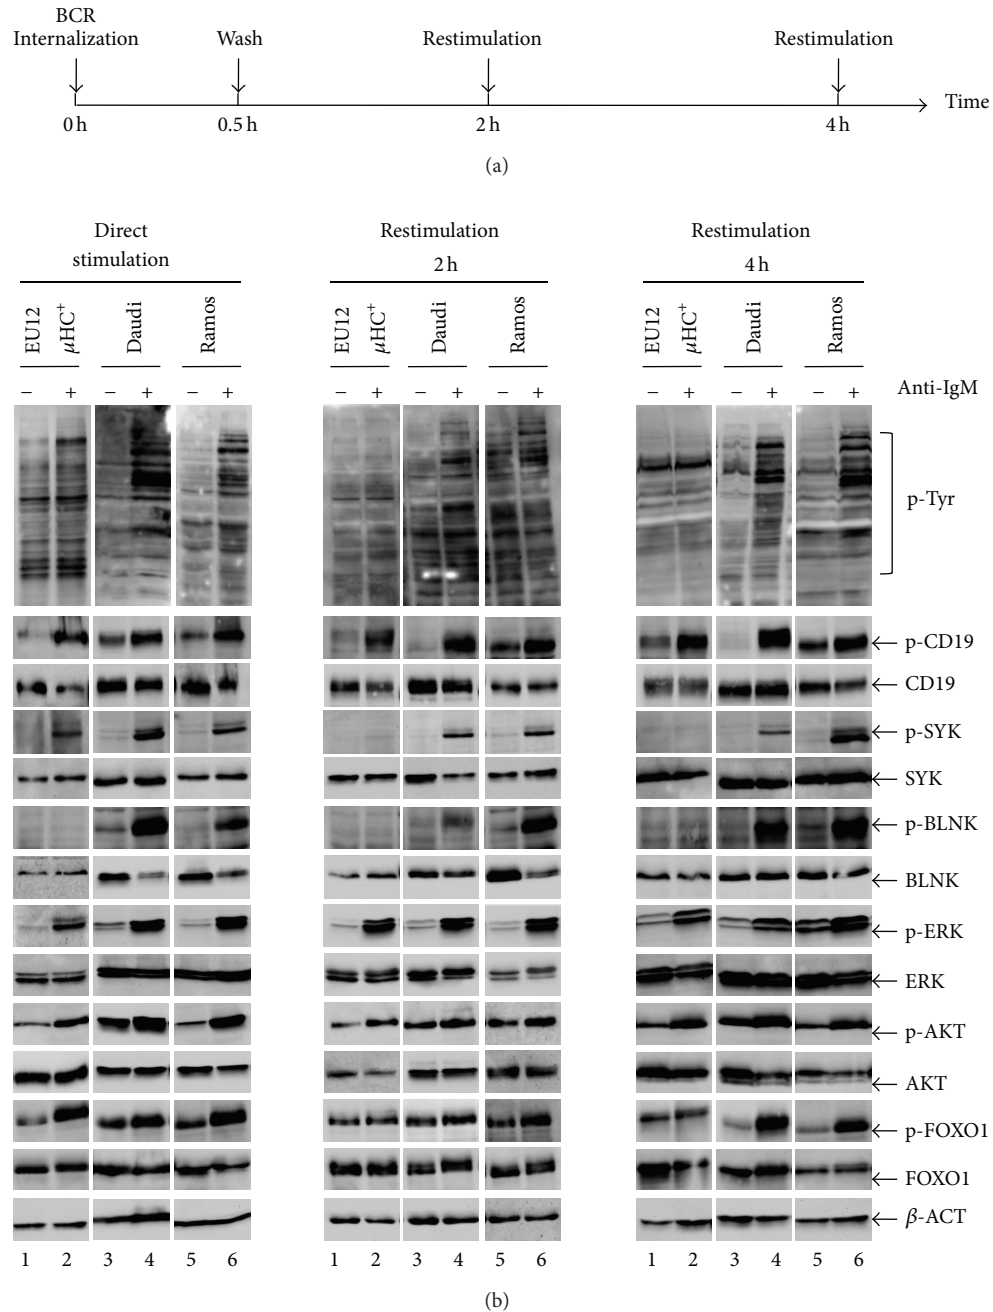 BCR
Internalization
Wash
Restimulation
Restimulation
Time
0 h
0.5 h
2 h
4 h
(a)
Direct
stimulation
Restimulation
2 h
Restimulation
4 h
EU12
μHC+
Daudi
Ramos
EU12
μHC+
Daudi
Ramos
EU12
μHC+
Daudi
Ramos
− + − + − +
− + − + − +
− + − + − +
Anti-IgM
p-Tyr
p-CD19
CD19
p-SYK
SYK
p-BLNK
BLNK
p-ERK
ERK
p-AKT
AKT
p-FOXO1
FOXO1
β-ACT
1 2 3 4 5 6
1 2 3 4 5 6
1 2 3 4 5 6
(b)